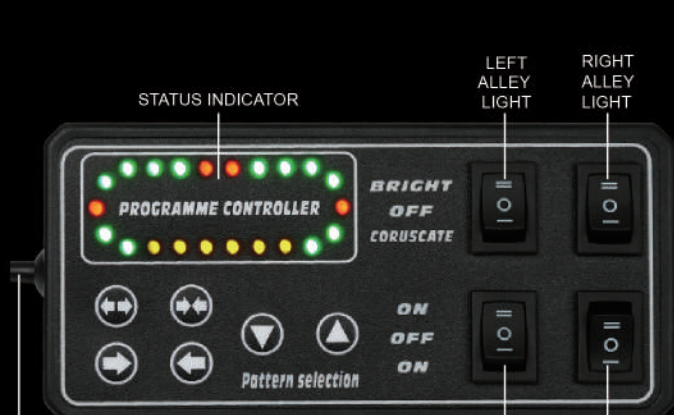 LEFT
ALLEY
LIGHT
RIGHT
ALLEY
LIGHT
STATUS INDICATOR
PROGRAMME CONTROLLER
BRIGHT
OFF
CORUSCATE
ON
OFF
ON
Pattern selection